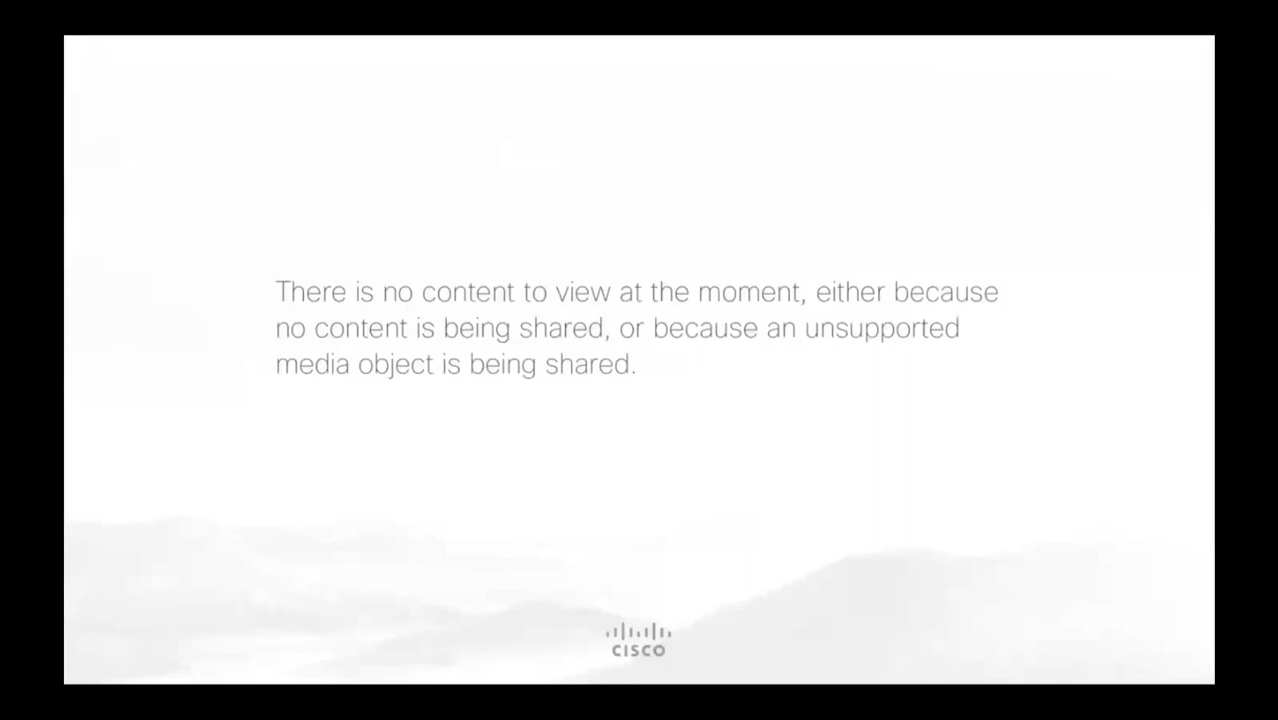 There is no content to view at the moment, either because
no content is being shared, or because an unsupported
media object is being shared.
CISCO